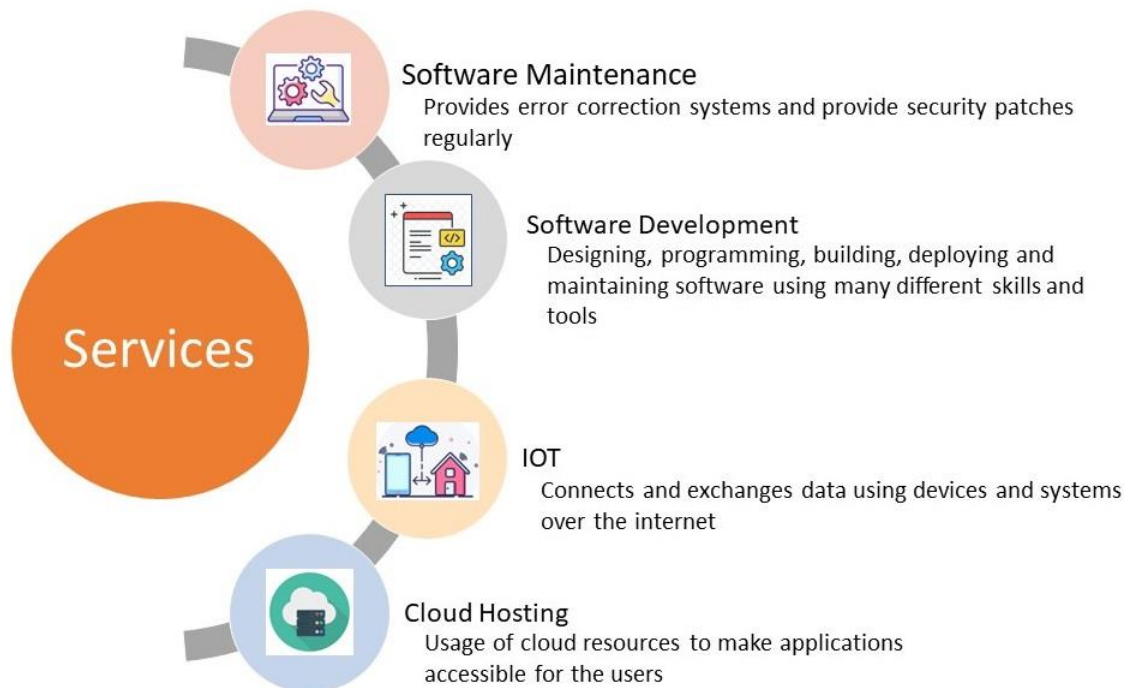 Software Maintenance
Provides error correction systems and provide security patches
regularly
Software Development
Designing, programming, building, deploying and
maintaining software using many different skills and
tools
Services
IOT
Connects and exchanges data using devices and systems
over the internet
Cloud Hosting
Usage of cloud resources to make applications
accessible for the users